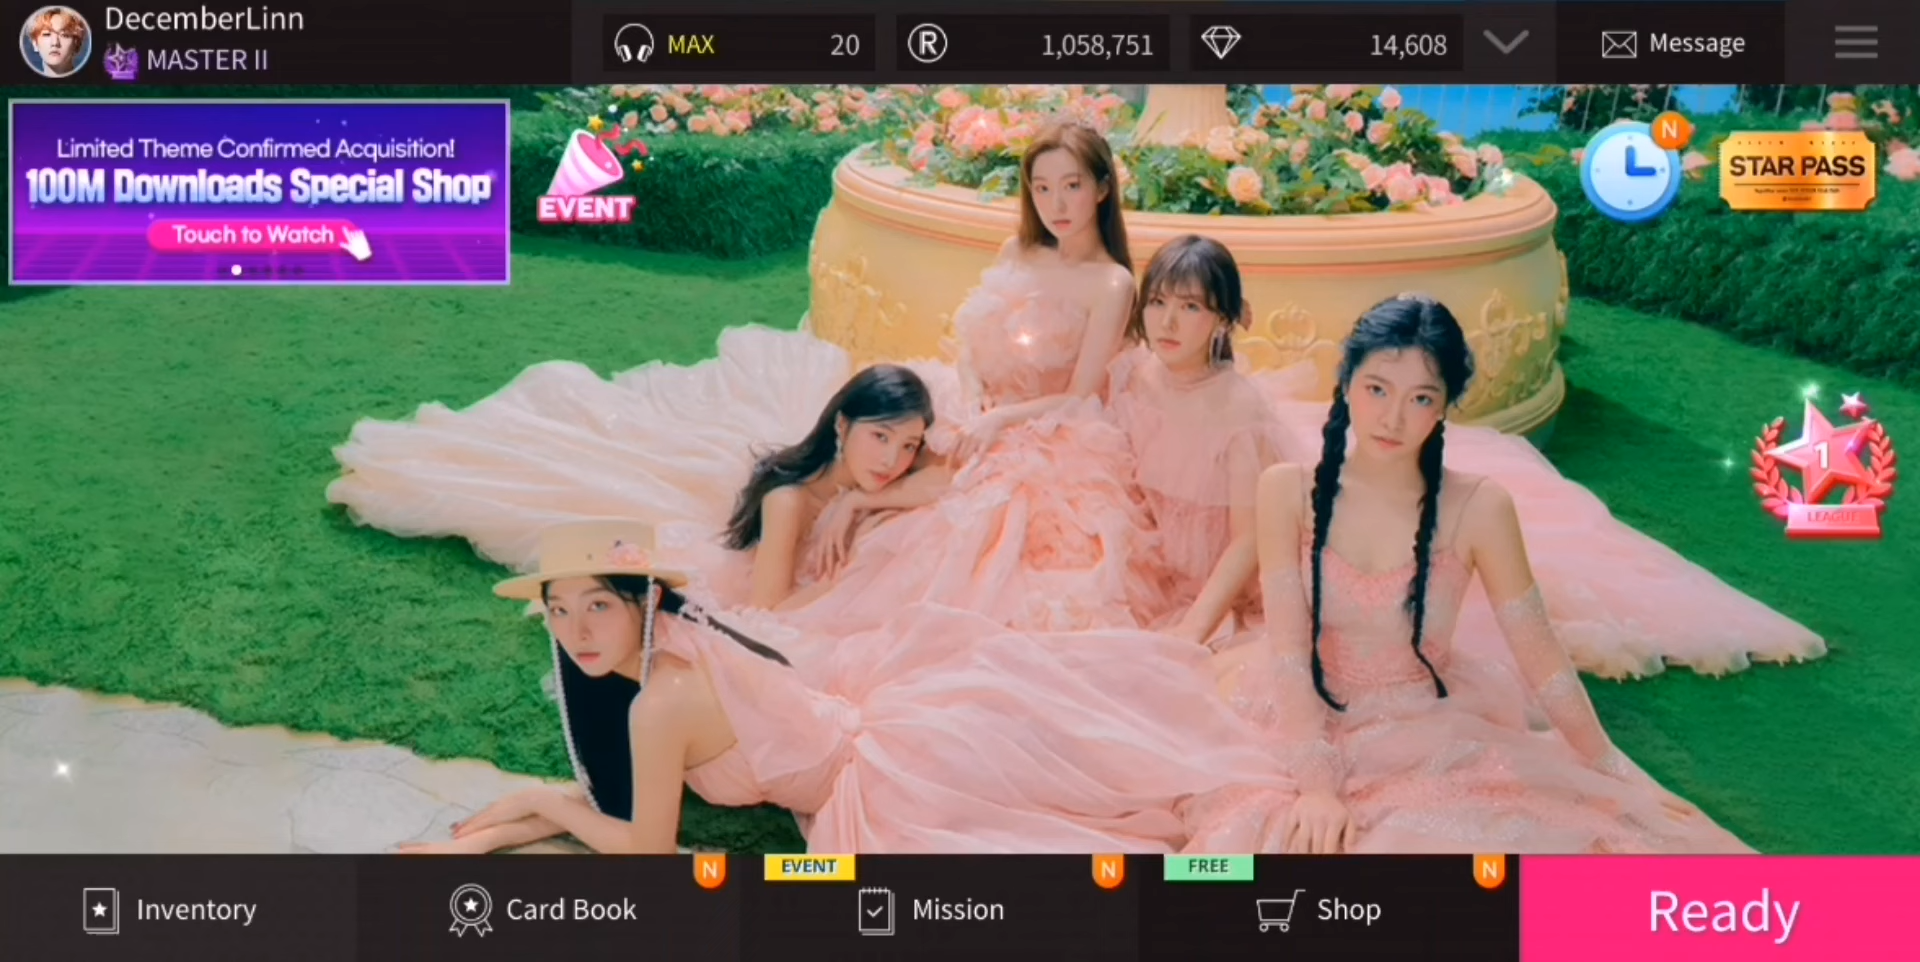 DecemberLinn
MASTER II
MAX 20
R 1,058,751
14,608
Message
Limited Theme Confirmed Acquisition!
100M Downloads Special Shop
Touch to Watch
EVENT
N
STAR PASS
1
LEAGUE
Inventory
N
Card Book
EVENT
N
Mission
FREE
N
Shop
Ready